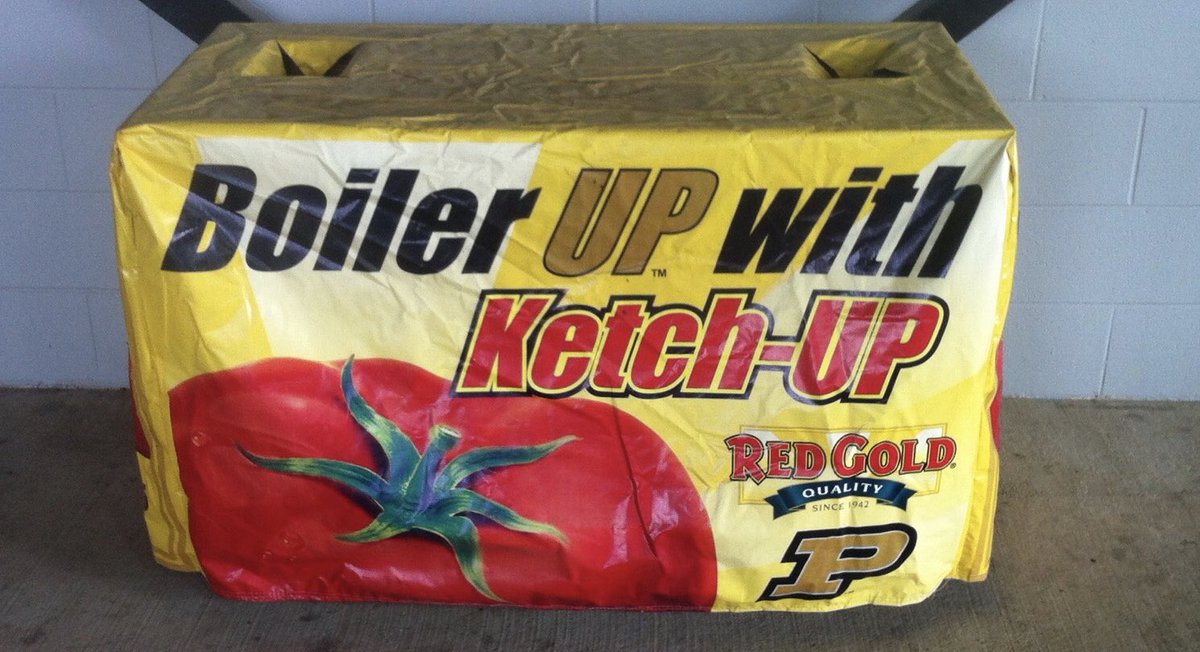 Boiler UP™ with
Ketch-UP
RED GOLD®
QUALITY
SINCE 1942
P